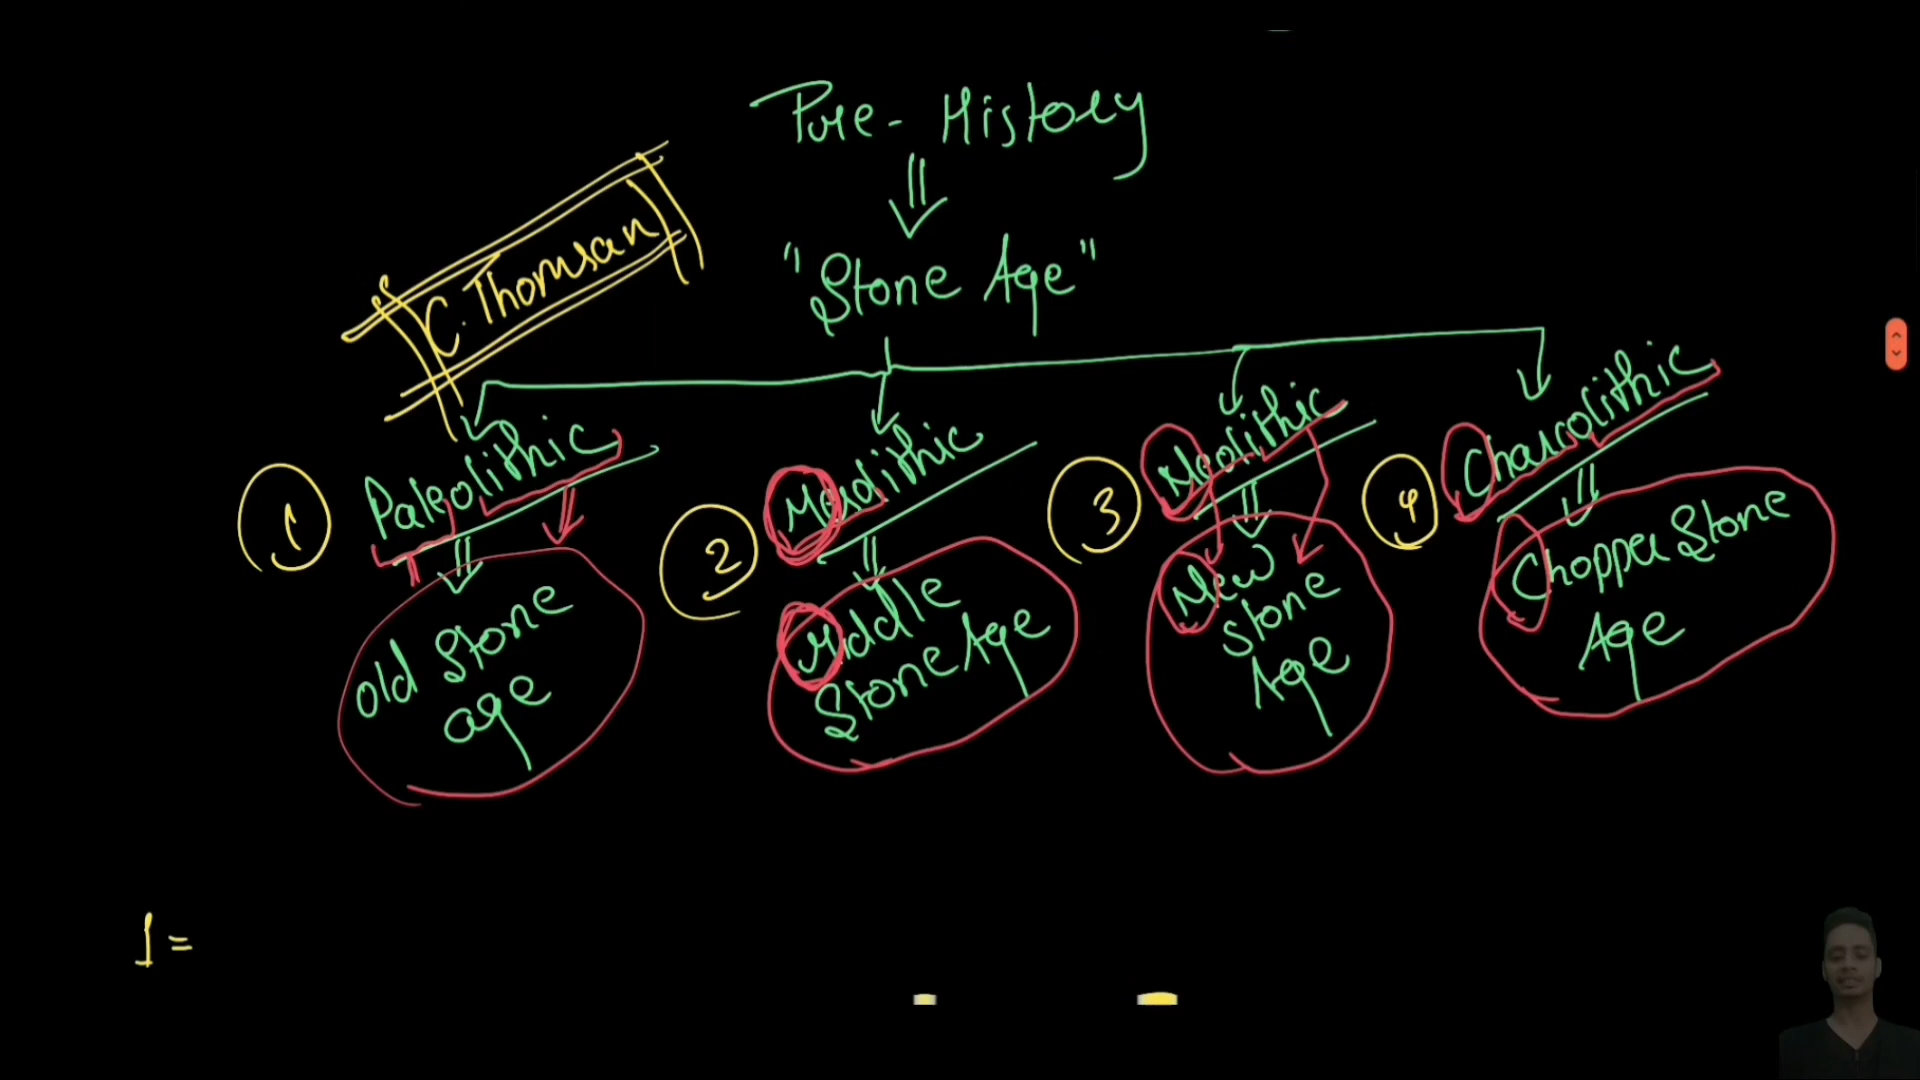 Pre-History
"Stone Age"
C. Thomsan
1
Paleolithic
old Stone
age
2
Mesolithic
Middle
Stone Age
3
Neolithic
New
Stone
Age
4
Charcolithic
Chopper Stone
Age
1 =